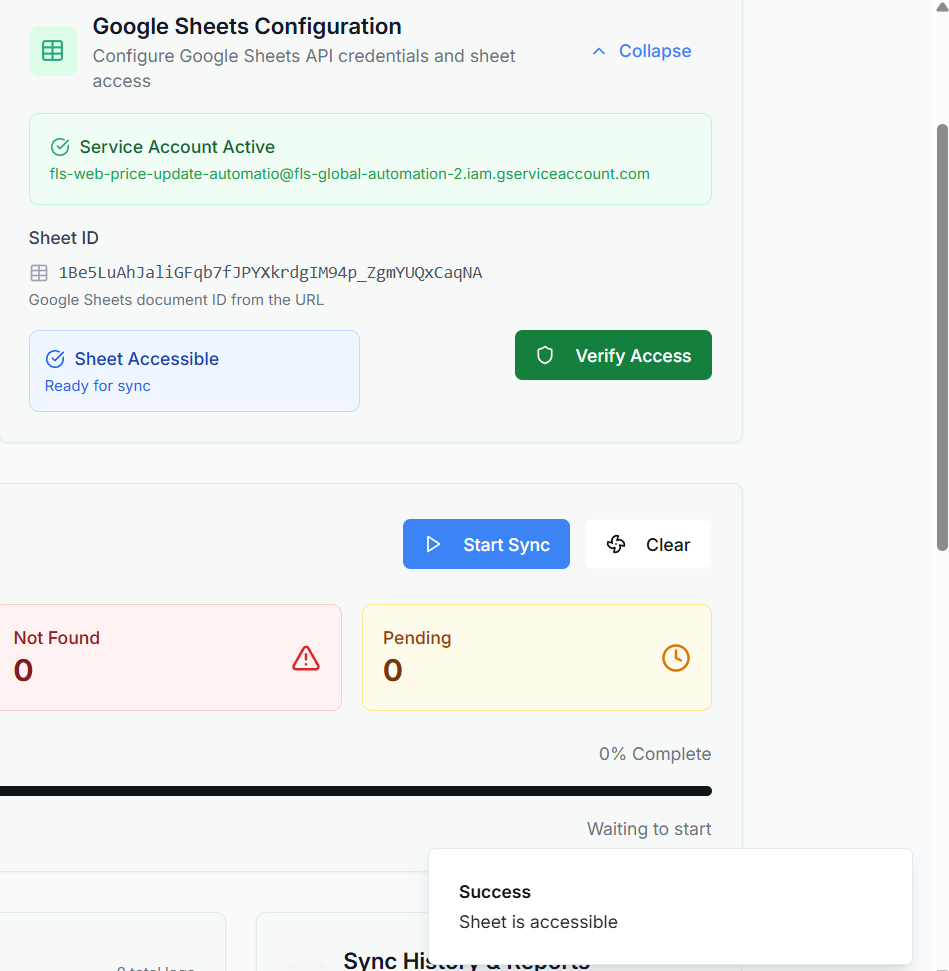 Google Sheets Configuration
Configure Google Sheets API credentials and sheet
access
Collapse
Service Account Active
fls-web-price-update-automatio@fls-global-automation-2.iam.gserviceaccount.com
Sheet ID
1Be5LuAhJaliGFqb7fJPYXkrdgIM94p_ZgmYUQxCaqNA
Google Sheets document ID from the URL
Sheet Accessible
Ready for sync
Verify Access
Start Sync
Clear
Not Found
0
Pending
0
0% Complete
Waiting to start
Success
Sheet is accessible
0 total logs
Sync History & Reports